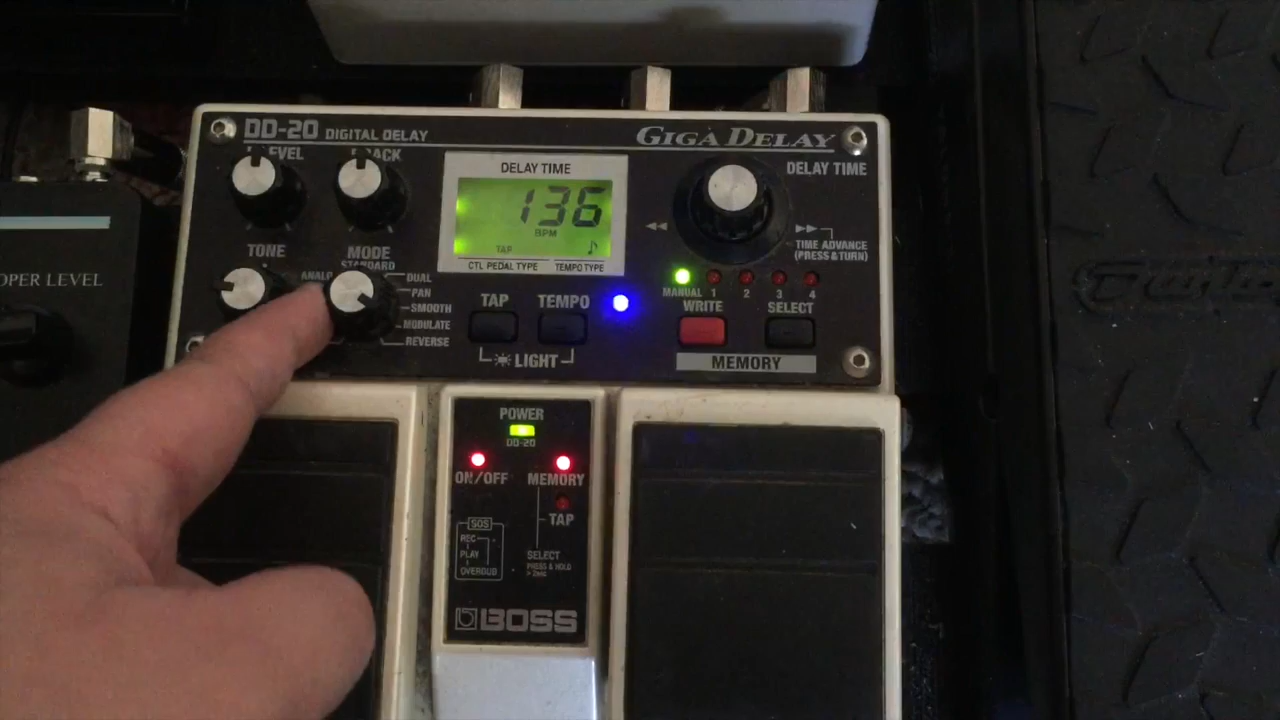 DD-20 DIGITAL DELAY
GIGA DELAY
LEVEL
DELAY TIME
DELAY TIME
136
BPM
TAP
CTL PEDAL TYPE
TEMPO TYPE
TIME ADVANCE
(PRESS & TURN)
TONE
MODE
STANDARD
DUAL
PAN
SMOOTH
MODULATE
REVERSE
TAP
TEMPO
LIGHT
MANUAL 1 2 3 4
WRITE
SELECT
MEMORY
OPER LEVEL
POWER
DD-20
ON/OFF
MEMORY
TAP
SOS
REC
PLAY
OVERDUB
SELECT
PRESS & HOLD
> 2sec
BOSS